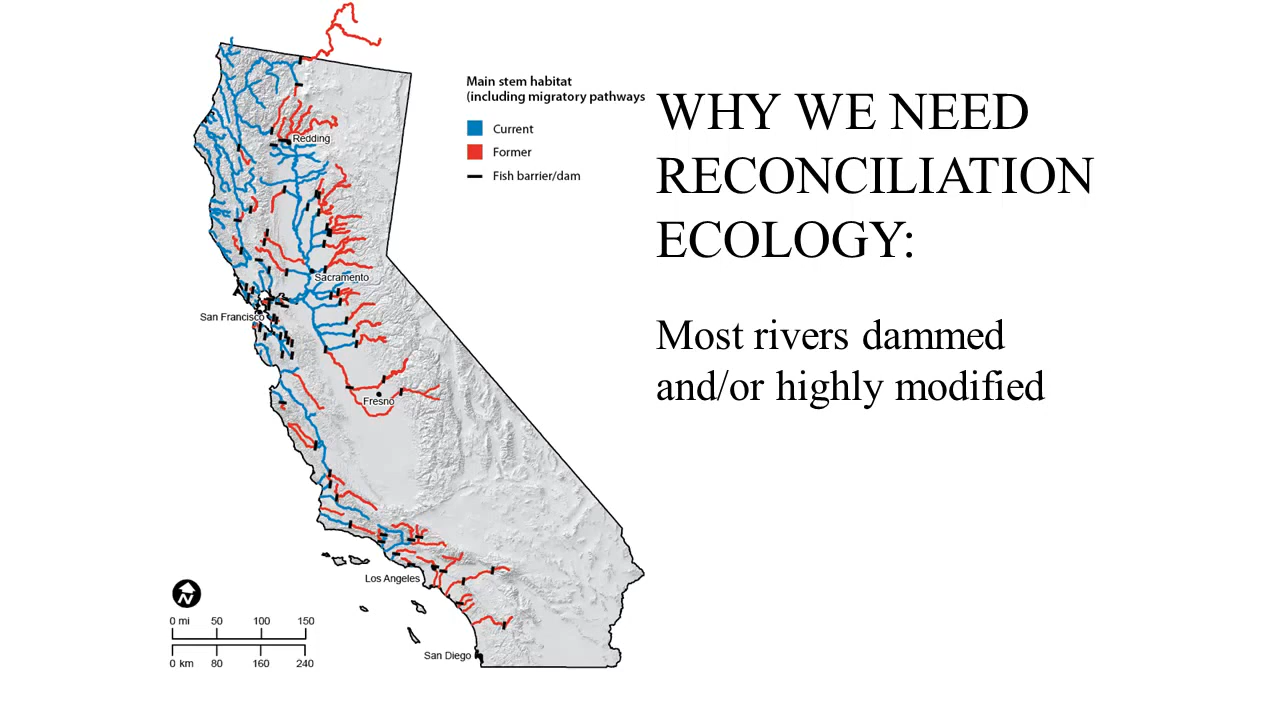 Main stem habitat
(including migratory pathways
Current
Former
Fish barrier/dam
WHY WE NEED
RECONCILIATION
ECOLOGY:
Most rivers dammed
and/or highly modified
Redding
Sacramento
San Francisco
Fresno
Los Angeles
San Diego
N
0 mi 50 100 150
0 km 80 160 240